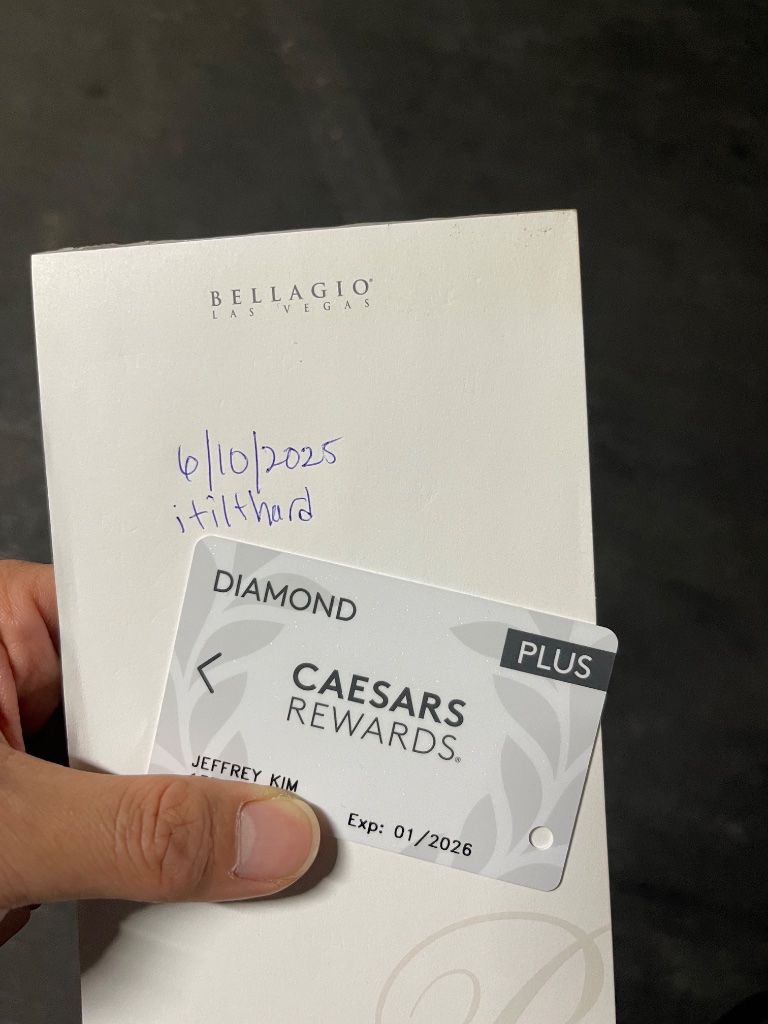 BELLAGIO®
LAS VEGAS
6/10/2025
itilthard
DIAMOND
PLUS
CAESARS
REWARDS®
JEFFREY KIM
Exp: 01/2026